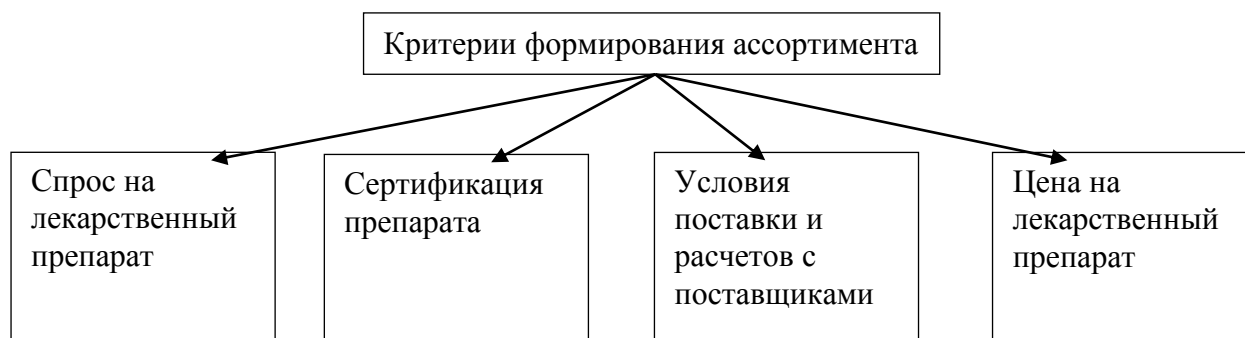 Критерии формирования ассортимента
Спрос на
лекарственный
препарат
Сертификация
препарата
Условия
поставки и
расчетов с
поставщиками
Цена на
лекарственный
препарат